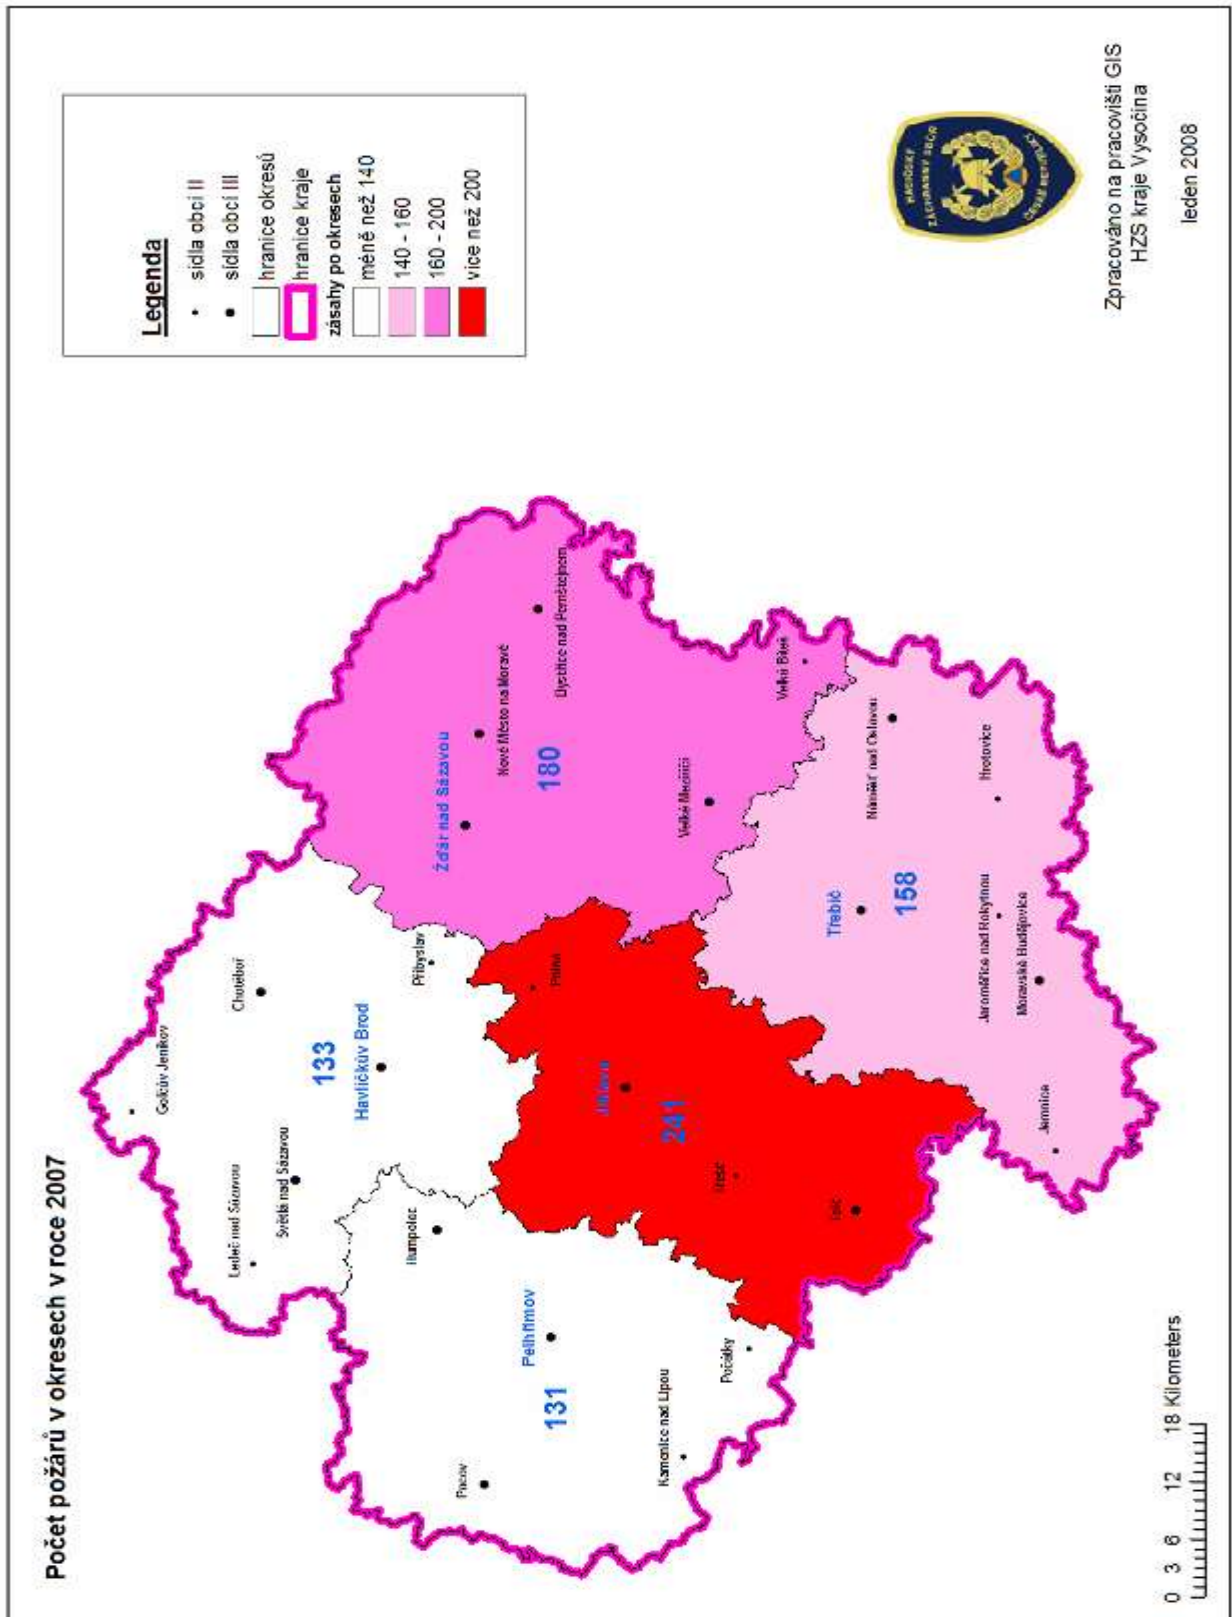 Počet požárů v okresech v roce 2007
Legenda
sídla obcí II
sídla obcí III
hranice okresů
hranice kraje
zásahy po okresech
méně než 140
140 - 160
160 - 200
více než 200
Golčův Jeníkov
Chotěboř
Ledeč nad Sázavou
Světlá nad Sázavou
133
Havlíčkův Brod
Přibyslav
Žďár nad Sázavou
Nové Město na Moravě
180
Bystřice nad Pernštejnem
Velké Meziříčí
Velká Bíteš
Humpolec
Pelhřimov
131
Pacov
Kamenice nad Lipou
Počátky
Polná
Jihlava
241
Třešť
Telč
Třebíč
158
Náměšť nad Oslavou
Hrotovice
Jaroměřice nad Rokytnou
Moravské Budějovice
Jemnice
0 3 6 12 18 Kilometers
HASIČSKÝ
ZÁCHRANNÝ SBOR
ČESKÉ REPUBLIKY
Zpracováno na pracovišti GIS
HZS kraje Vysočina
leden 2008